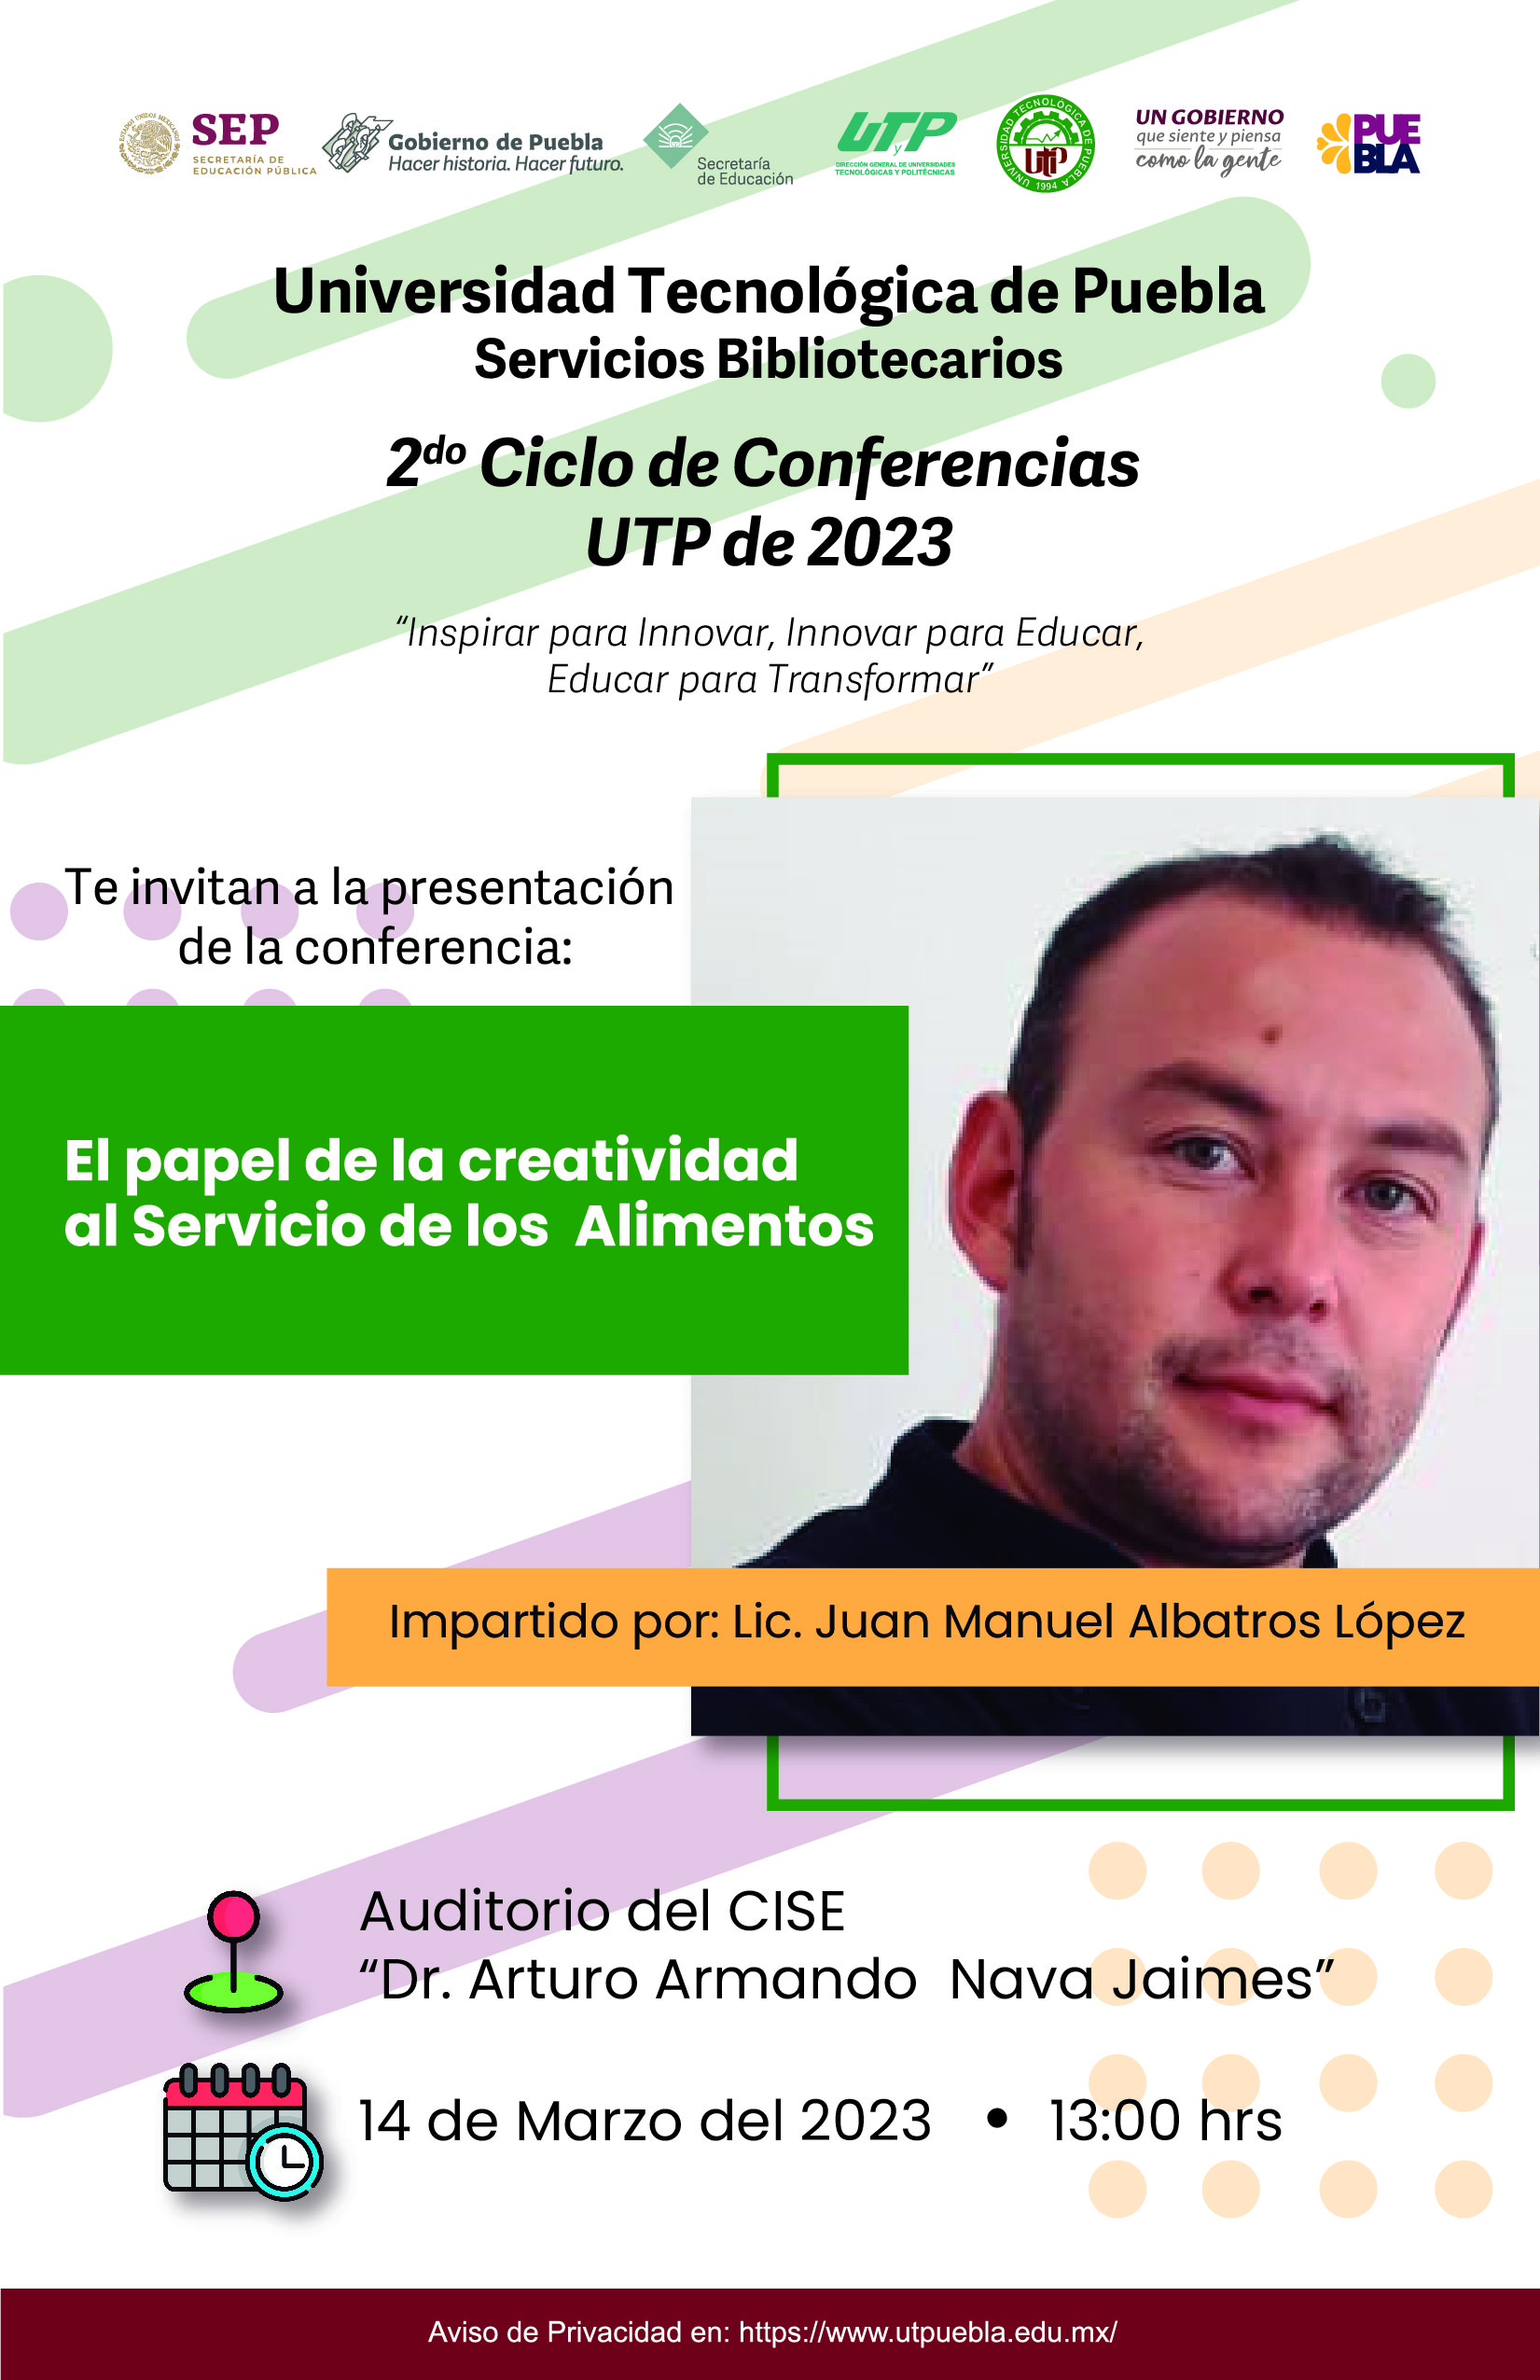 SEP
SECRETARÍA DE
EDUCACIÓN PÚBLICA
Gobierno de Puebla
Hacer historia. Hacer futuro.
Secretaría
de Educación
UTyP
DIRECCIÓN GENERAL DE UNIVERSIDADES
TECNOLÓGICAS Y POLITÉCNICAS
UNIVERSIDAD TECNOLÓGICA DE PUEBLA
UTP
1994
UN GOBIERNO
que siente y piensa
como la gente
PUE
BLA
Universidad Tecnológica de Puebla
Servicios Bibliotecarios
2do Ciclo de Conferencias
UTP de 2023
“Inspirar para Innovar, Innovar para Educar,
Educar para Transformar”
Te invitan a la presentación
de la conferencia:
El papel de la creatividad
al Servicio de los Alimentos
Impartido por: Lic. Juan Manuel Albatros López
Auditorio del CISE
“Dr. Arturo Armando Nava Jaimes”
14 de Marzo del 2023 • 13:00 hrs
Aviso de Privacidad en: https://www.utpuebla.edu.mx/